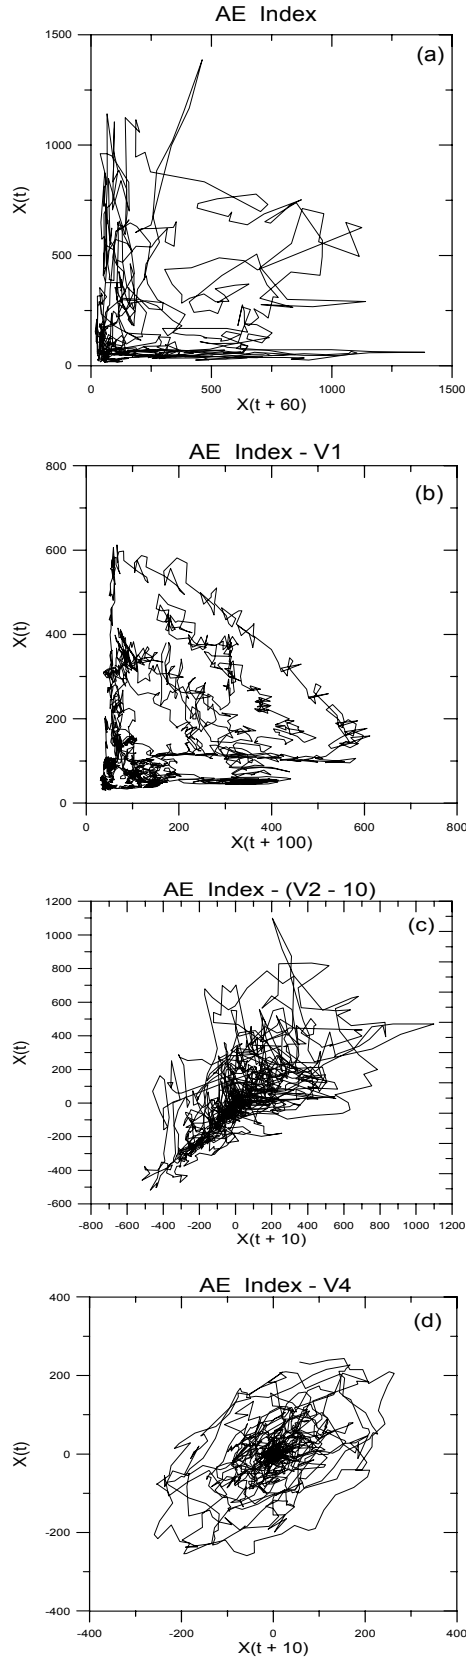 AE Index
(a)
1500
1000
500
0
X(t)
0 500 1000 1500
X(t + 60)
AE Index - V1
(b)
800
600
400
200
0
X(t)
0 200 400 600 800
X(t + 100)
AE Index - (V2 - 10)
(c)
1200
1000
800
600
400
200
0
-200
-400
-600
X(t)
-800 -600 -400 -200 0 200 400 600 800 1000 1200
X(t + 10)
AE Index - V4
(d)
400
200
0
-200
-400
X(t)
-400 -200 0 200 400
X(t + 10)